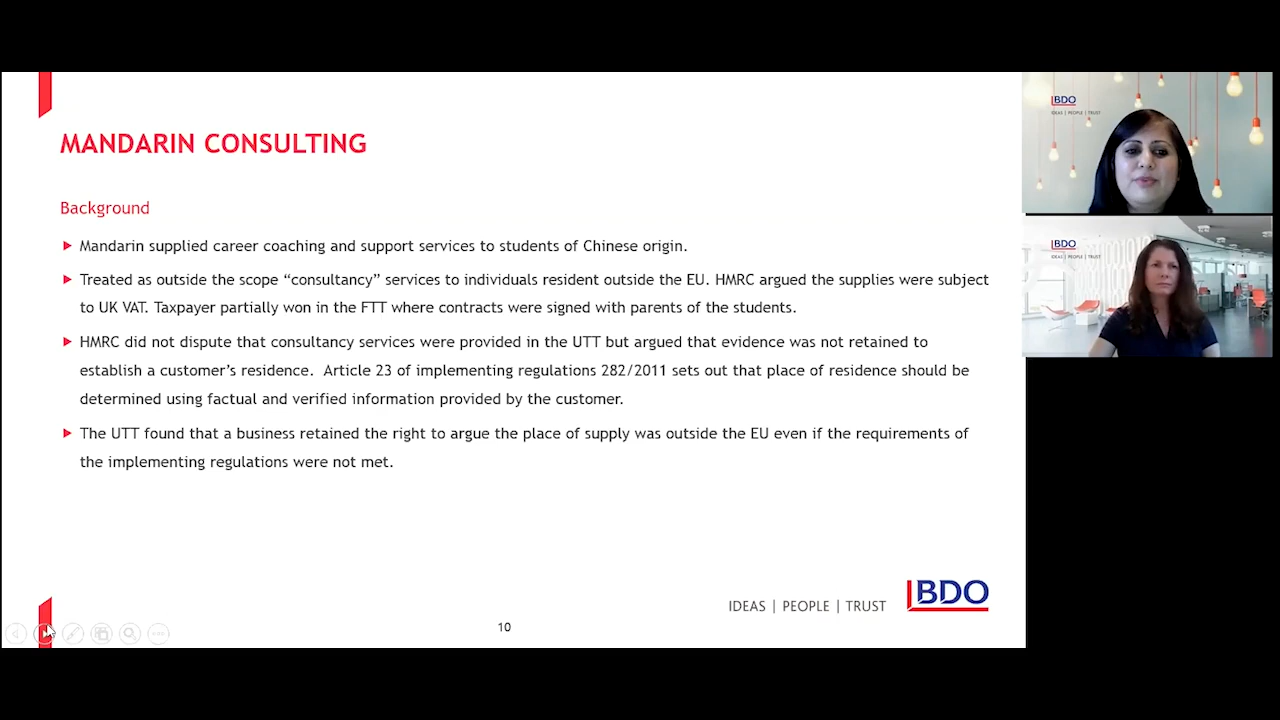 MANDARIN CONSULTING
Background
Mandarin supplied career coaching and support services to students of Chinese origin.
Treated as outside the scope “consultancy” services to individuals resident outside the EU. HMRC argued the supplies were subject
to UK VAT. Taxpayer partially won in the FTT where contracts were signed with parents of the students.
HMRC did not dispute that consultancy services were provided in the UTT but argued that evidence was not retained to
establish a customer’s residence. Article 23 of implementing regulations 282/2011 sets out that place of residence should be
determined using factual and verified information provided by the customer.
The UTT found that a business retained the right to argue the place of supply was outside the EU even if the requirements of
the implementing regulations were not met.
IDEAS | PEOPLE | TRUST
BDO
10
BDO
IDEAS | PEOPLE | TRUST
BDO
IDEAS | PEOPLE | TRUST